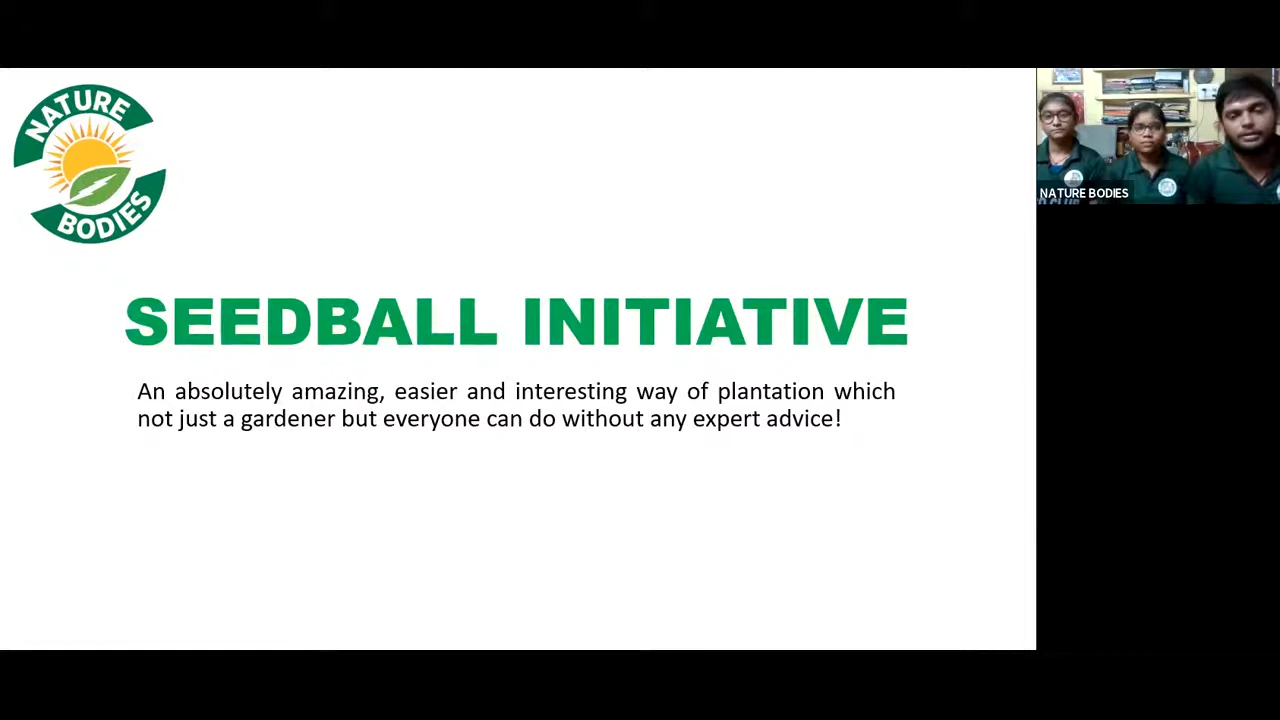 NATURE
BODIES
SEEDBALL INITIATIVE
An absolutely amazing, easier and interesting way of plantation which
not just a gardener but everyone can do without any expert advice!
NATURE BODIES